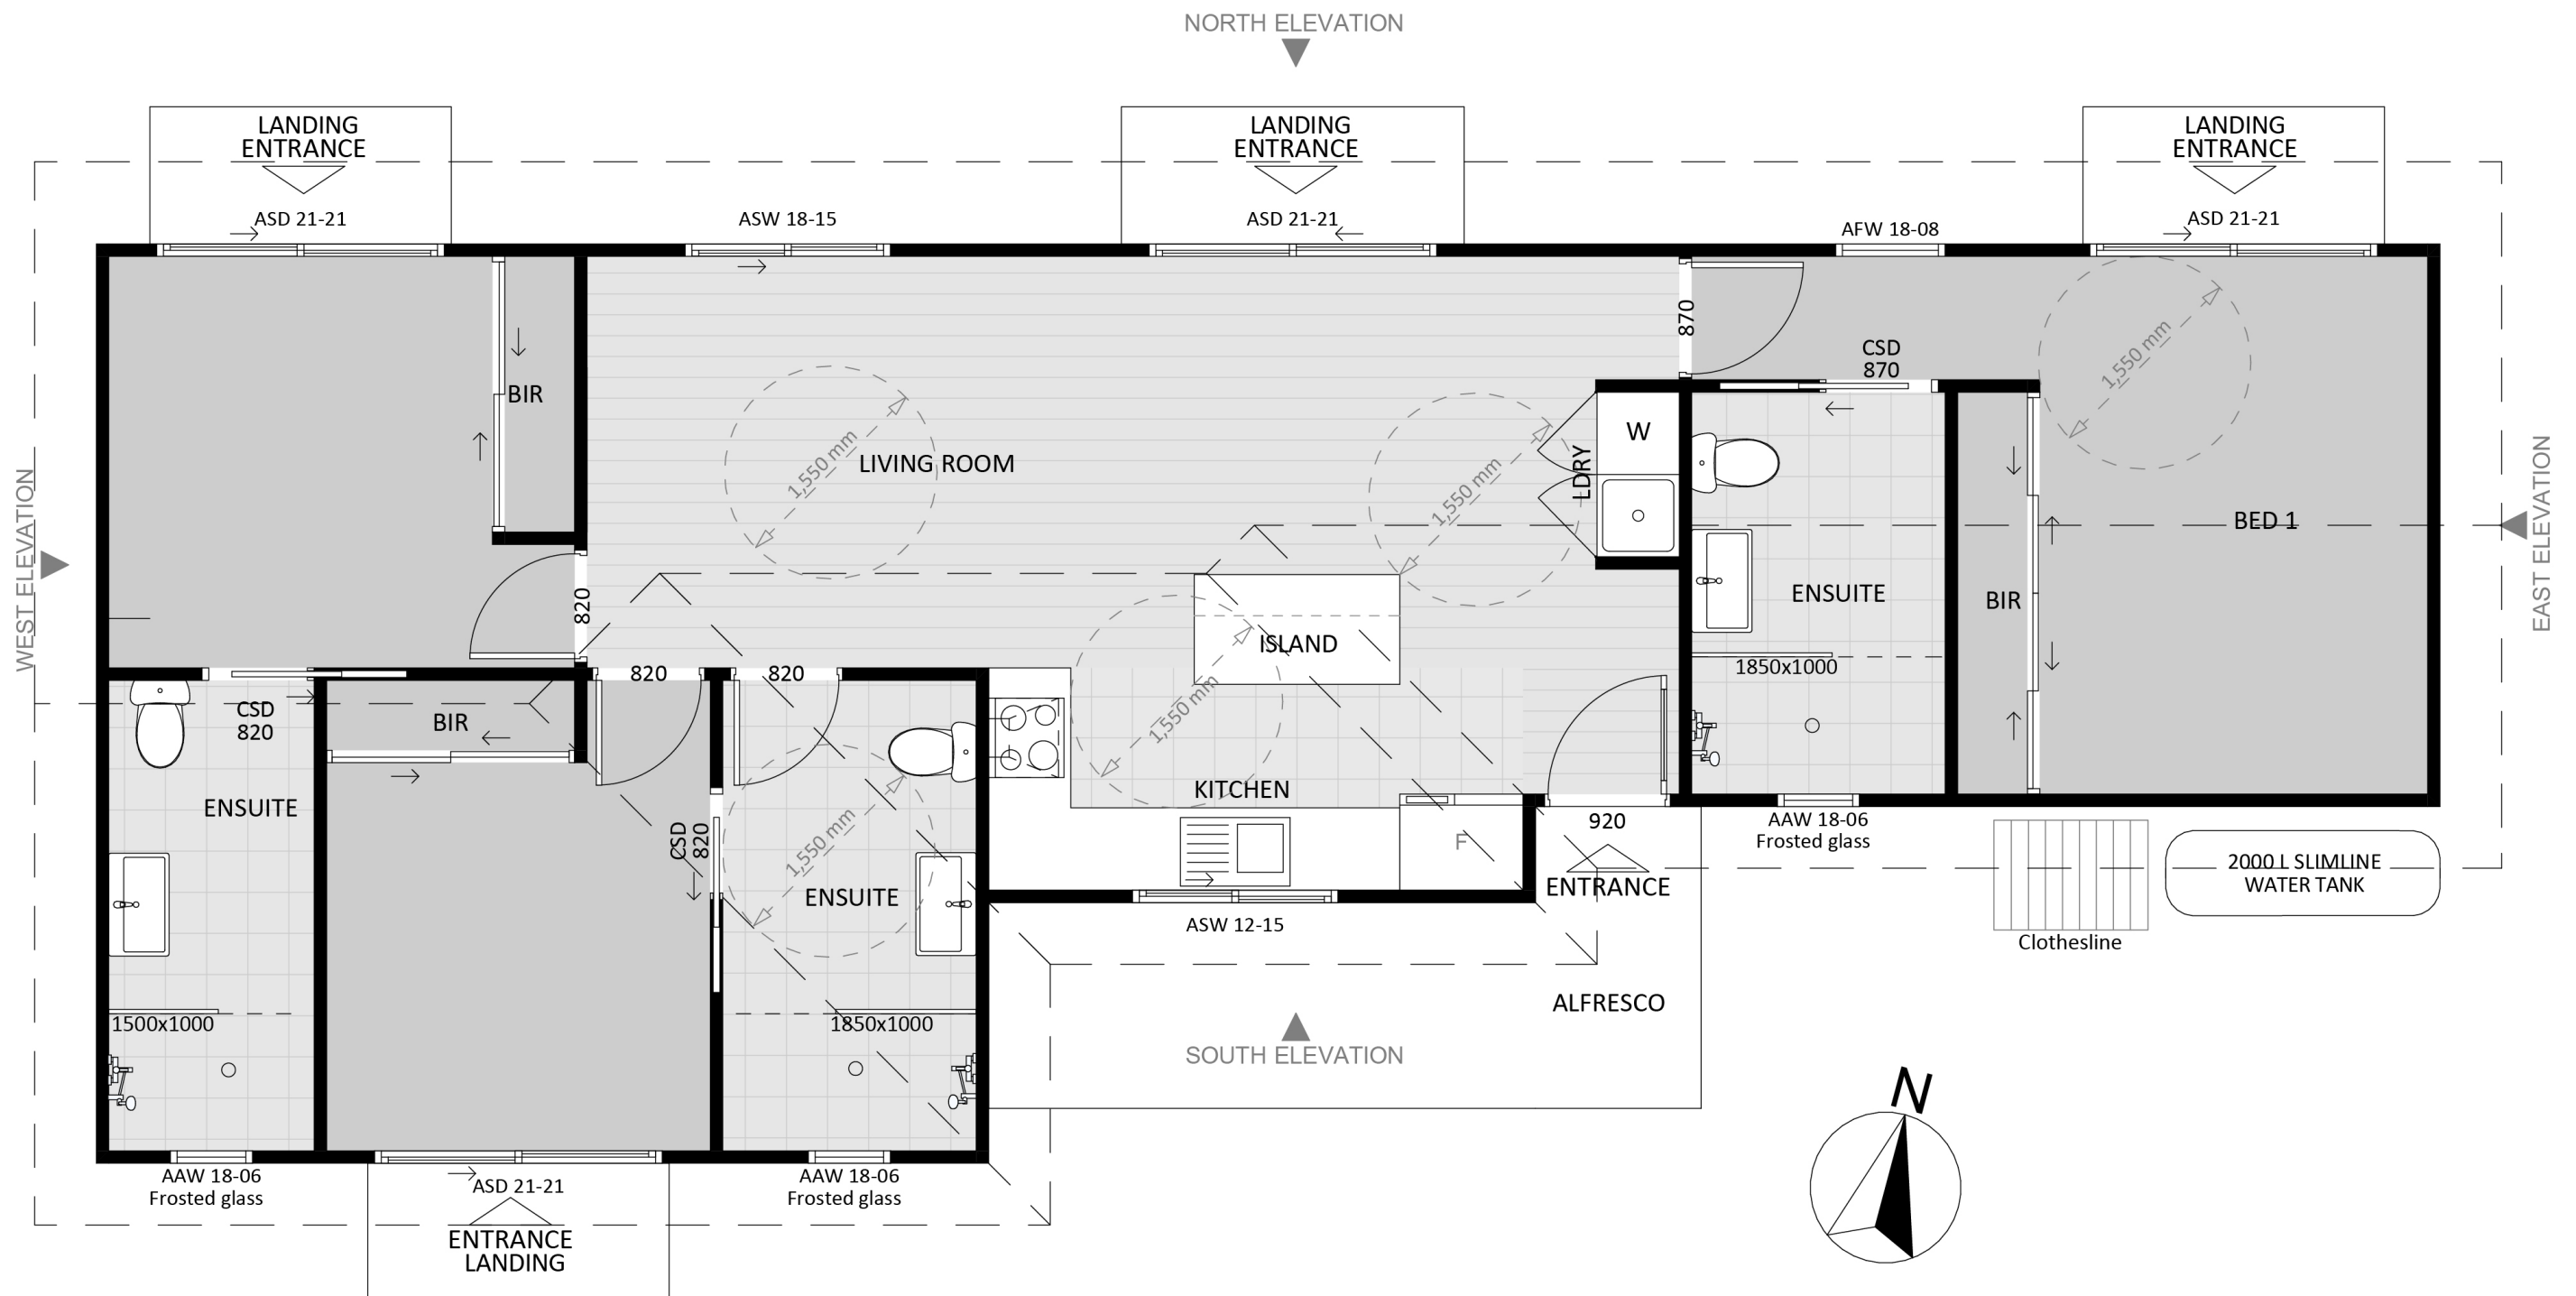 NORTH ELEVATION
LANDING
ENTRANCE
LANDING
ENTRANCE
LANDING
ENTRANCE
ASD 21-21
ASW 18-15
ASD 21-21
AFW 18-08
ASD 21-21
870
CSD
870
1,550 mm
BIR
W
LDRY
LIVING ROOM
1,550 mm
1,550 mm
WEST ELEVATION
EAST ELEVATION
BED 1
ENSUITE
BIR
820
ISLAND
1850x1000
820
820
CSD
820
BIR
1,550 mm
KITCHEN
ENSUITE
CSD
820
1,550 mm
ENSUITE
F
920
ENTRANCE
AAW 18-06
Frosted glass
2000 L SLIMLINE
WATER TANK
ASW 12-15
Clothesline
ALFRESCO
1500x1000
1850x1000
SOUTH ELEVATION
N
AAW 18-06
Frosted glass
ASD 21-21
AAW 18-06
Frosted glass
ENTRANCE
LANDING